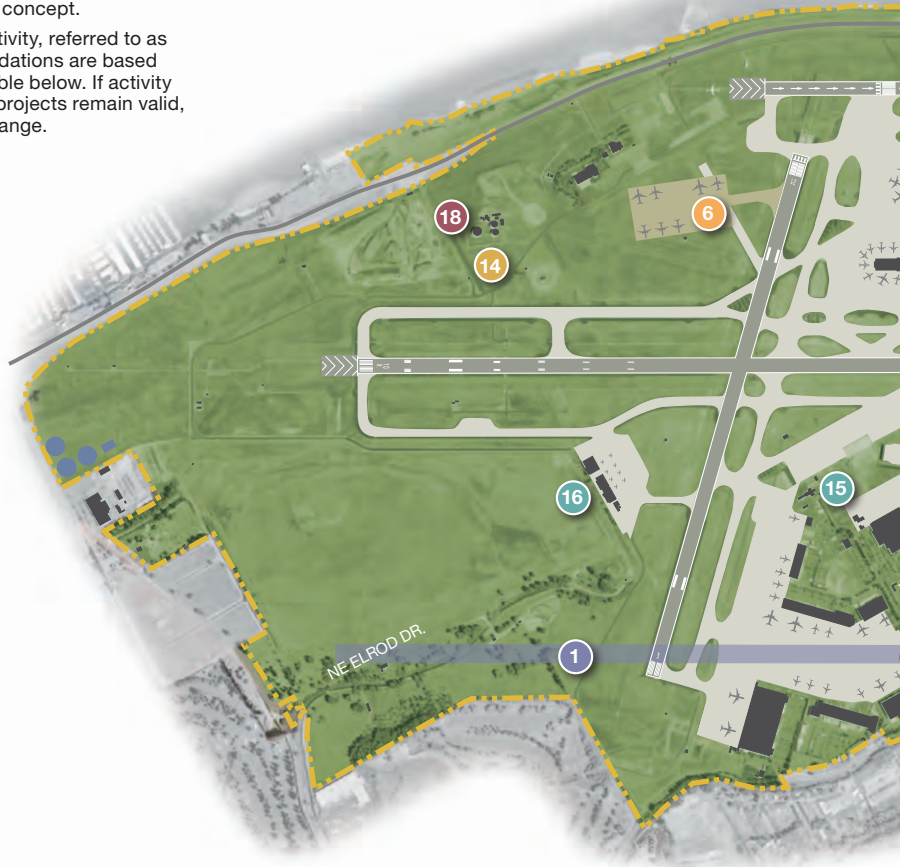 concept.
tivity, referred to as
dations are based
ble below. If activity
projects remain valid,
ange.
18
6
14
16
15
NE ELROD DR.
1